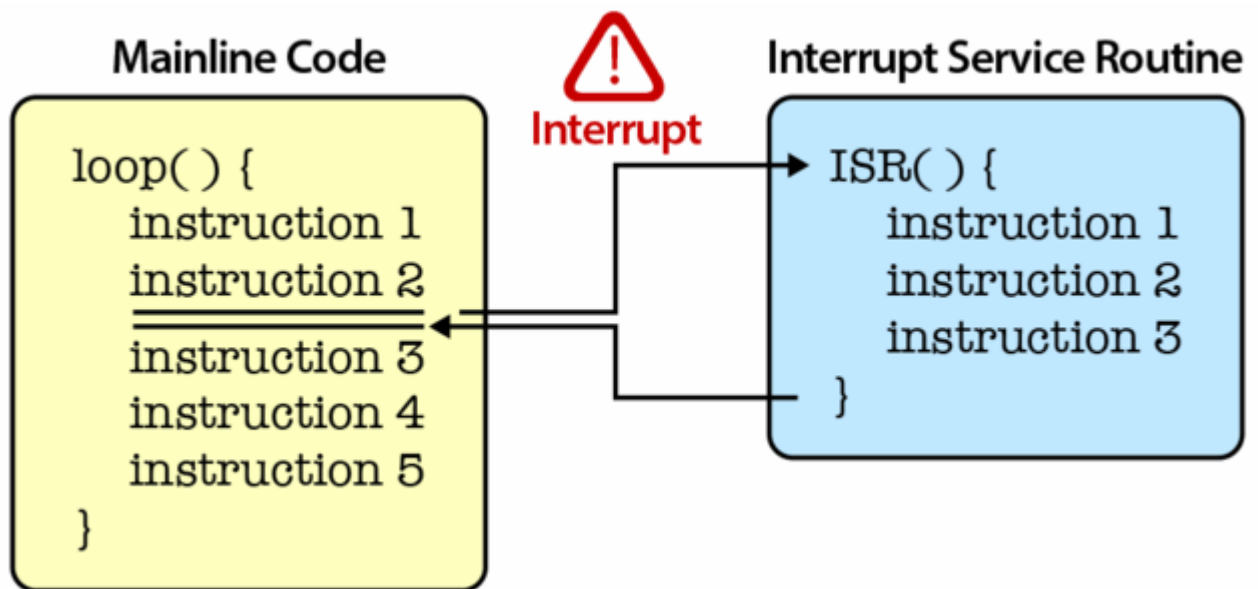 Mainline Code
loop( ) {
instruction 1
instruction 2
instruction 3
instruction 4
instruction 5
}
Interrupt
Interrupt Service Routine
ISR( ) {
instruction 1
instruction 2
instruction 3
}